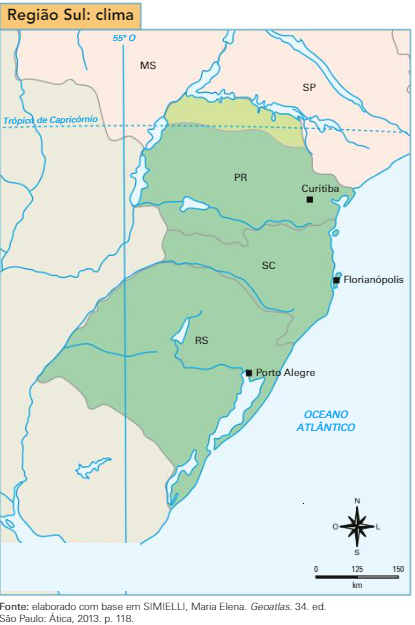 Região Sul: clima
55° O
MS
SP
Trópico de Capricórnio
PR
Curitiba
SC
Florianópolis
RS
Porto Alegre
OCEANO
ATLÂNTICO
N
O L
S
0 125 150
km
Fonte: elaborado com base em SIMIELLI, Maria Elena. Geoatlas. 34. ed.
São Paulo: Ática, 2013. p. 118.